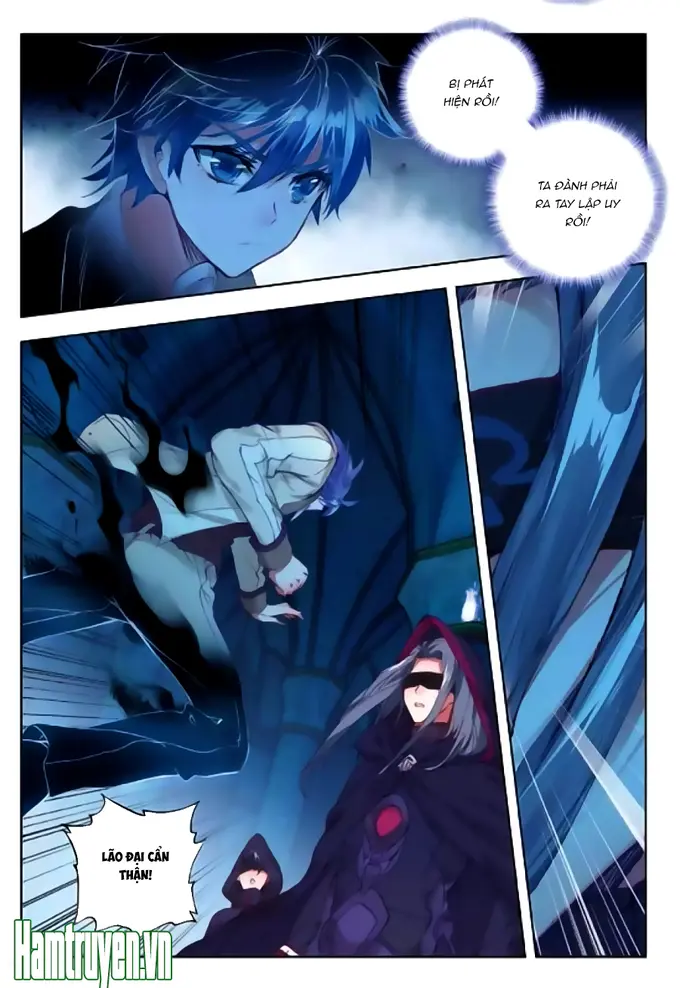 BỊ PHÁT
HIỆN RỒI!
TA ĐÀNH PHẢI
RA TAY LẬP UY
RỒI!
LÃO ĐẠI CẨN
THẬN!
Hamtruyen.vn